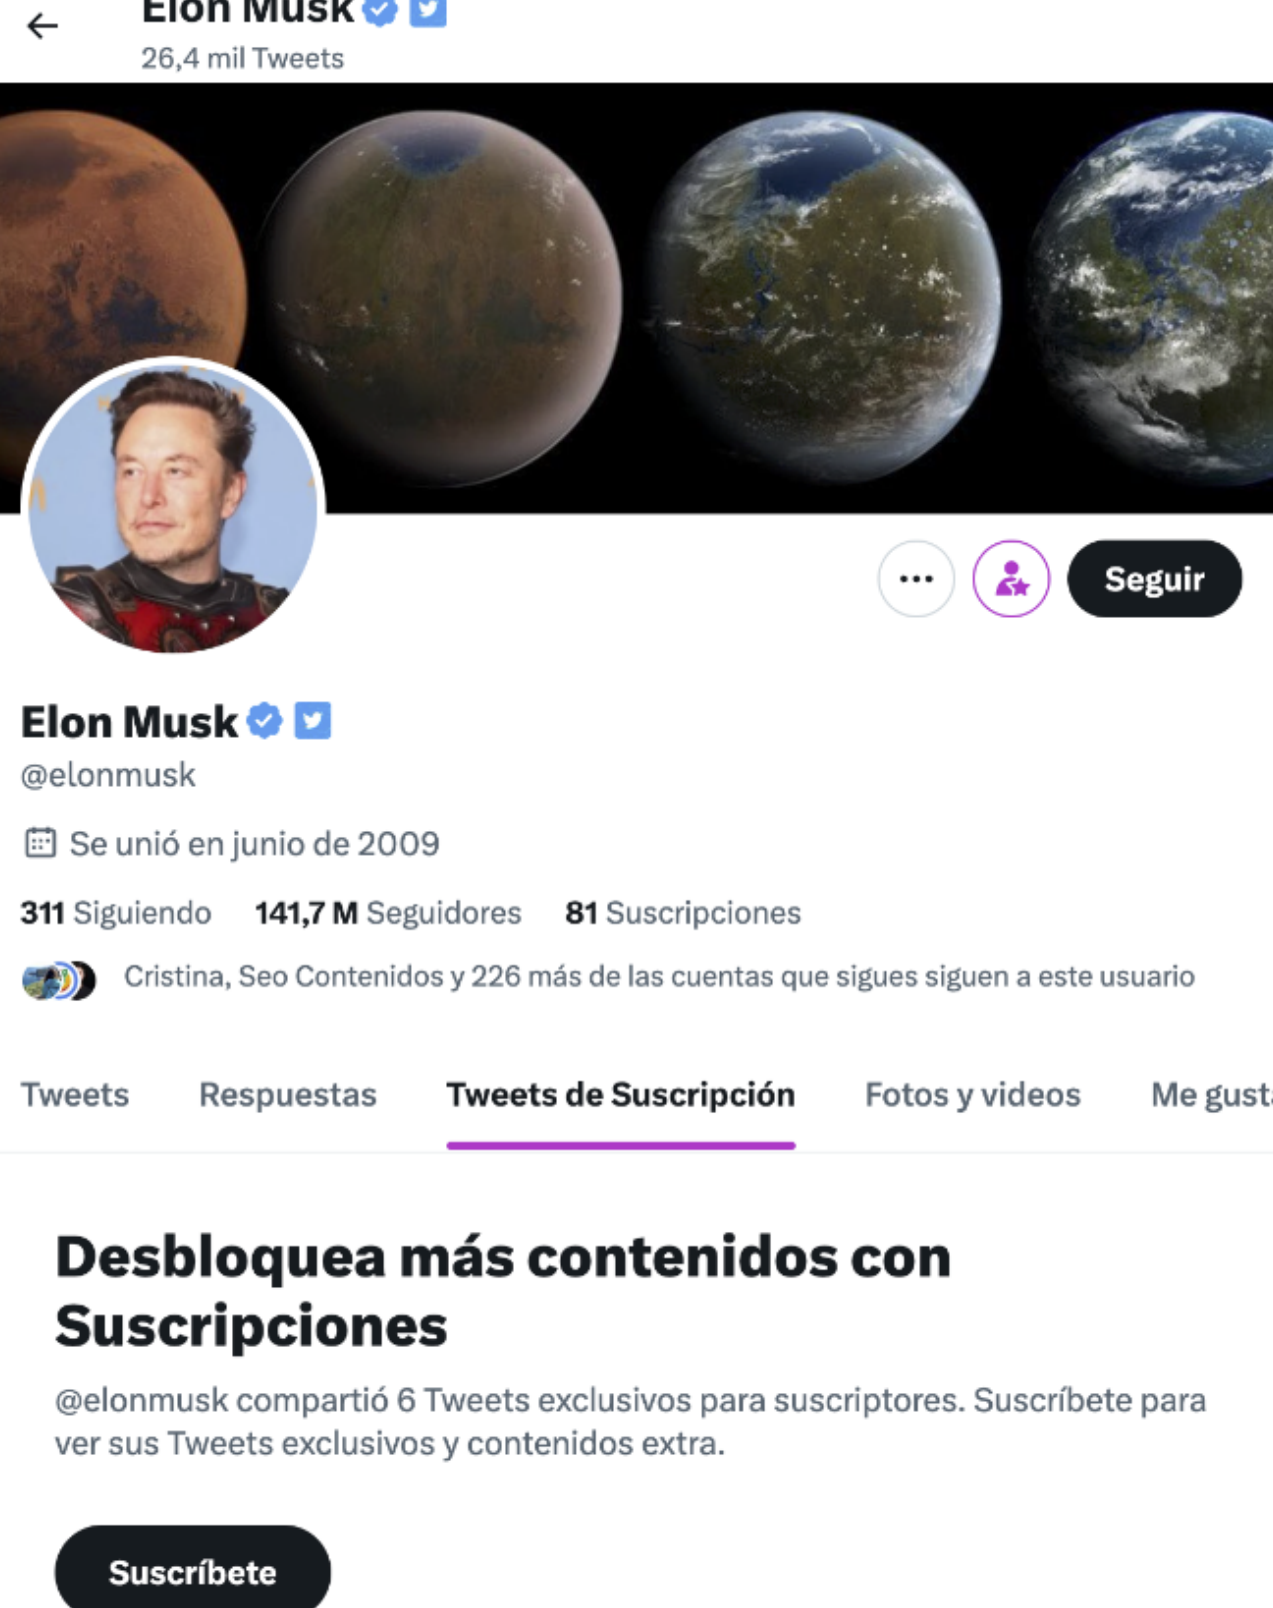 Elon Musk
26,4 mil Tweets
Seguir
Elon Musk
@elonmusk
Se unió en junio de 2009
311 Siguiendo 141,7 M Seguidores 81 Suscripciones
Cristina, Seo Contenidos y 226 más de las cuentas que sigues siguen a este usuario
Tweets Respuestas Tweets de Suscripción Fotos y videos Me gusta
Desbloquea más contenidos con
Suscripciones
@elonmusk compartió 6 Tweets exclusivos para suscriptores. Suscríbete para
ver sus Tweets exclusivos y contenidos extra.
Suscríbete